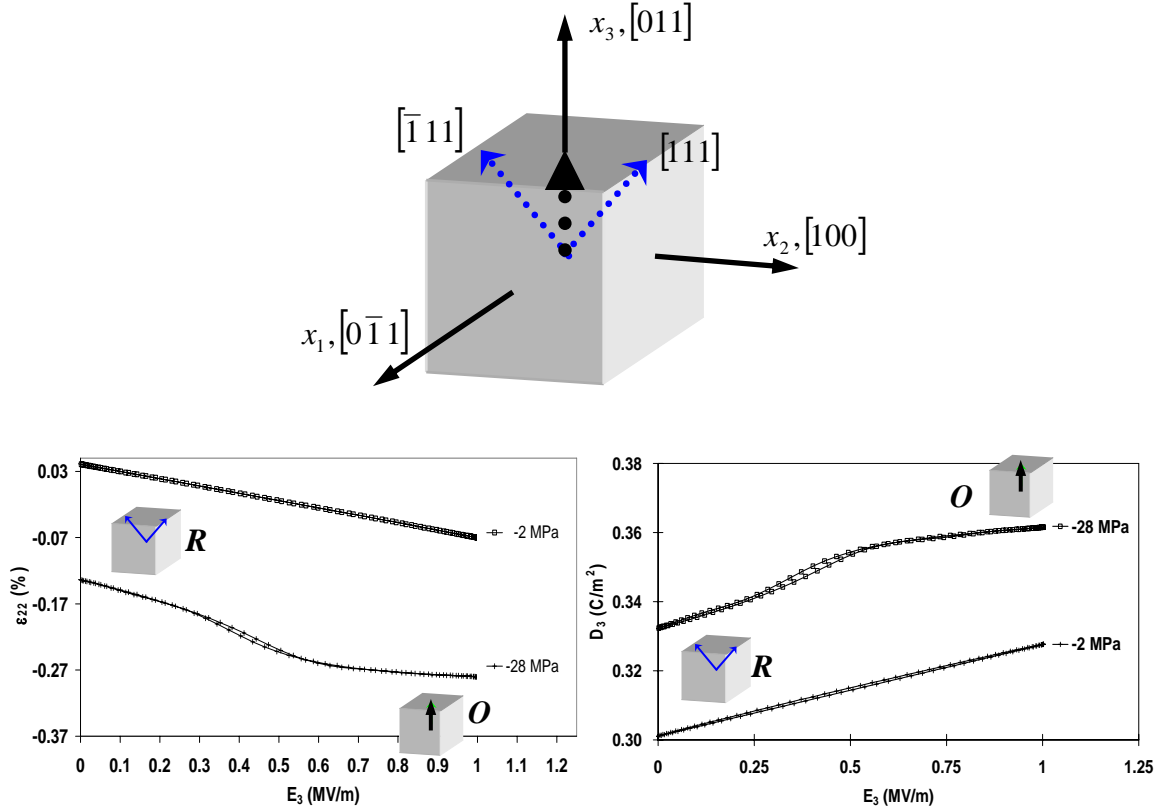 x₃,[011]
[1̅11]
[111]
x₂,[100]
x₁,[01̅1]
ε₂₂ (%)
0.03
-0.07
-0.17
-0.27
-0.37
-2 MPa
R
-28 MPa
O
0 0.1 0.2 0.3 0.4 0.5 0.6 0.7 0.8 0.9 1 1.1 1.2
E₃ (MV/m)
D₃ (C/m²)
0.38
0.36
0.34
0.32
0.30
O
-28 MPa
-2 MPa
R
0 0.25 0.5 0.75 1 1.25
E₃ (MV/m)